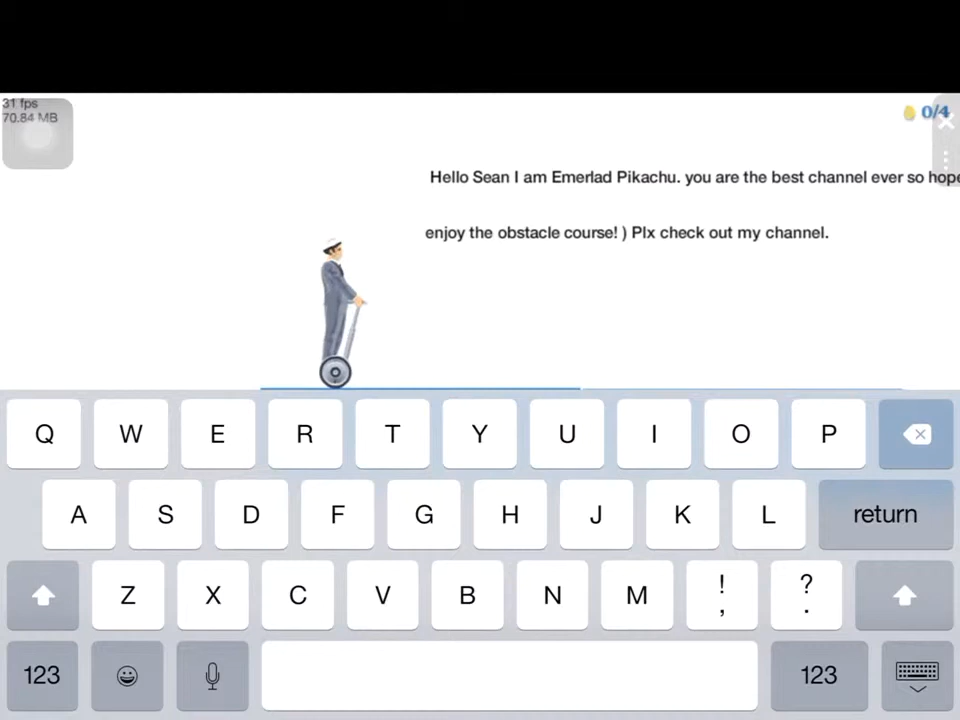 31 fps
70.84 MB
0/4
Hello Sean I am Emerlad Pikachu. you are the best channel ever so hope
enjoy the obstacle course! ) Plx check out my channel.
Q W E R T Y U I O P
A S D F G H J K L return
Z X C V B N M ! , ? .
123 123